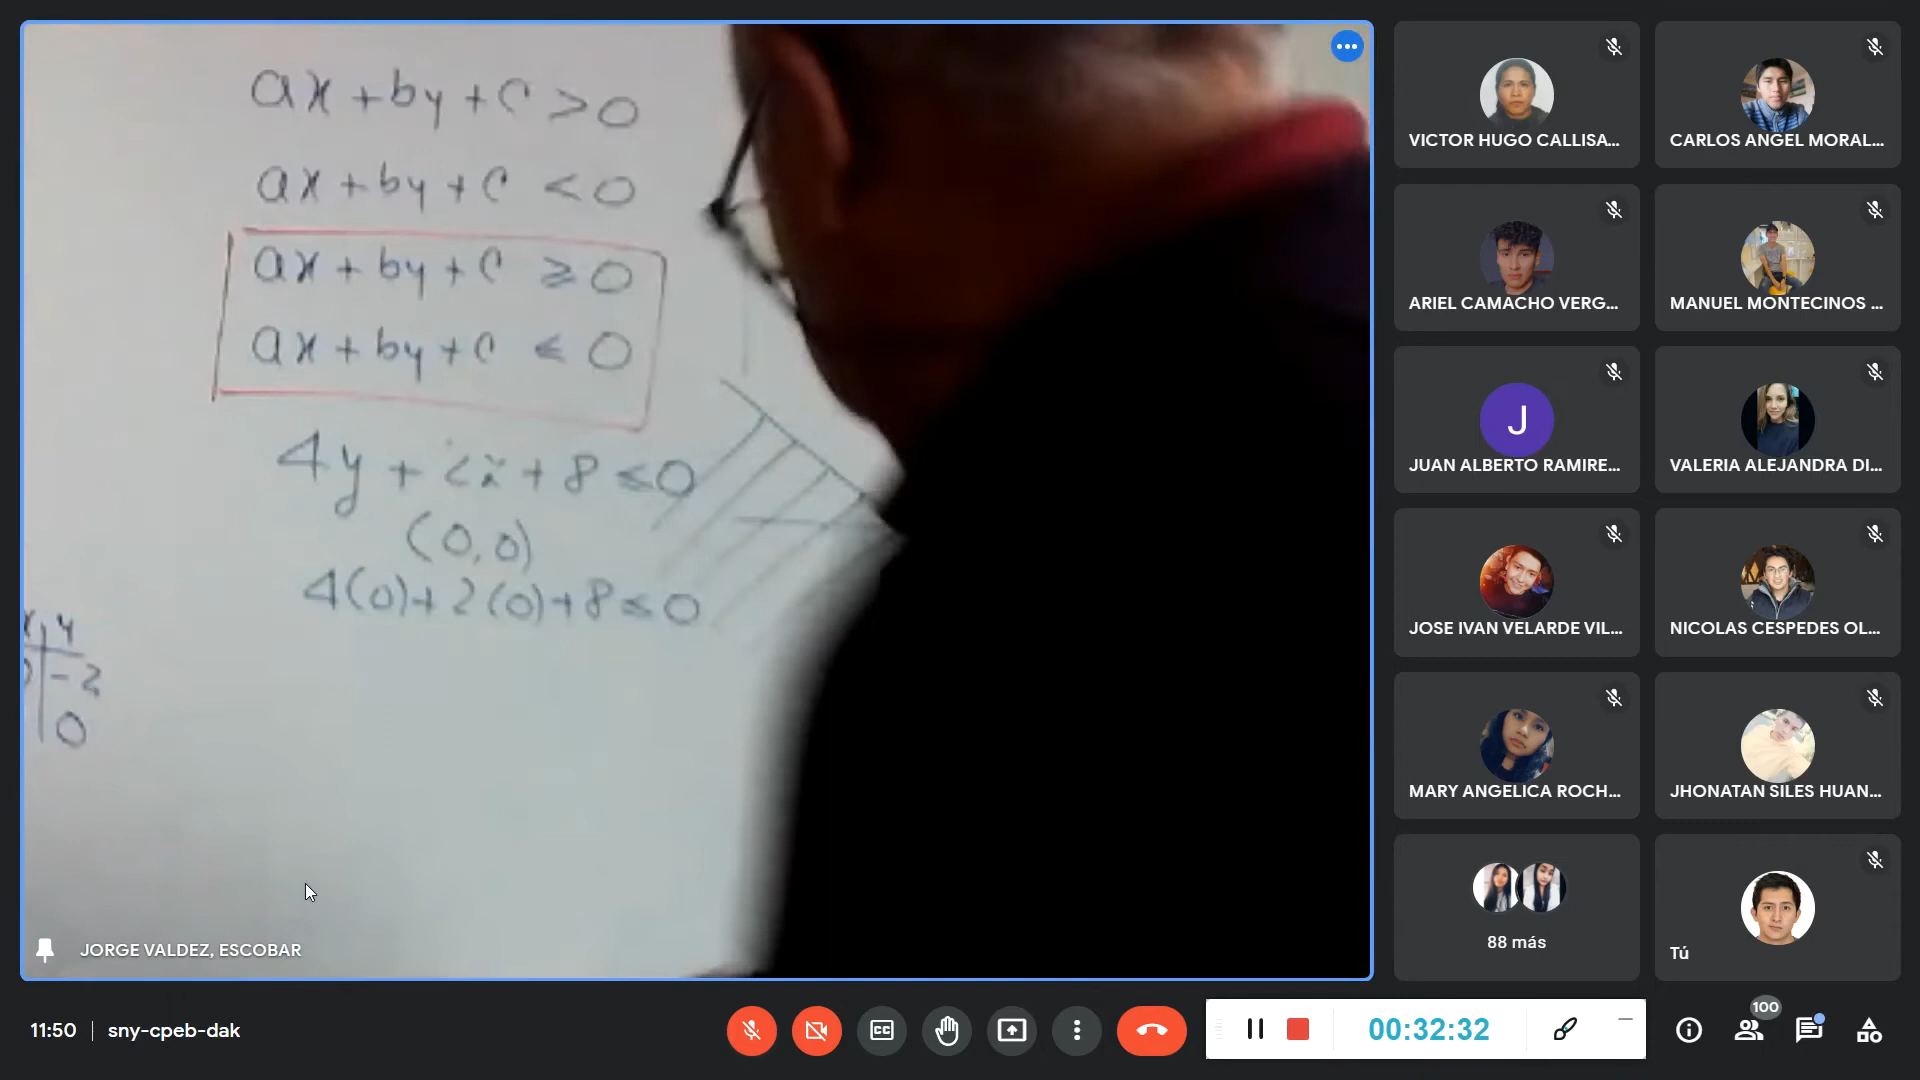 ax+by+c>0
ax+by+c <0
ax+by+c ≥0
ax+by+c ≤ 0
4y + 2x + 8 ≤0
(0,0)
4(0)+2(0)+8≤0
x y
-2
0
JORGE VALDEZ, ESCOBAR
VICTOR HUGO CALLISA...
CARLOS ANGEL MORAL...
ARIEL CAMACHO VERG...
MANUEL MONTECINOS ...
J
JUAN ALBERTO RAMIRE...
VALERIA ALEJANDRA DI...
JOSE IVAN VELARDE VIL...
NICOLAS CESPEDES OL...
MARY ANGELICA ROCH...
JHONATAN SILES HUAN...
88 más
Tú
11:50 | sny-cpeb-dak
CC
00:32:32
100